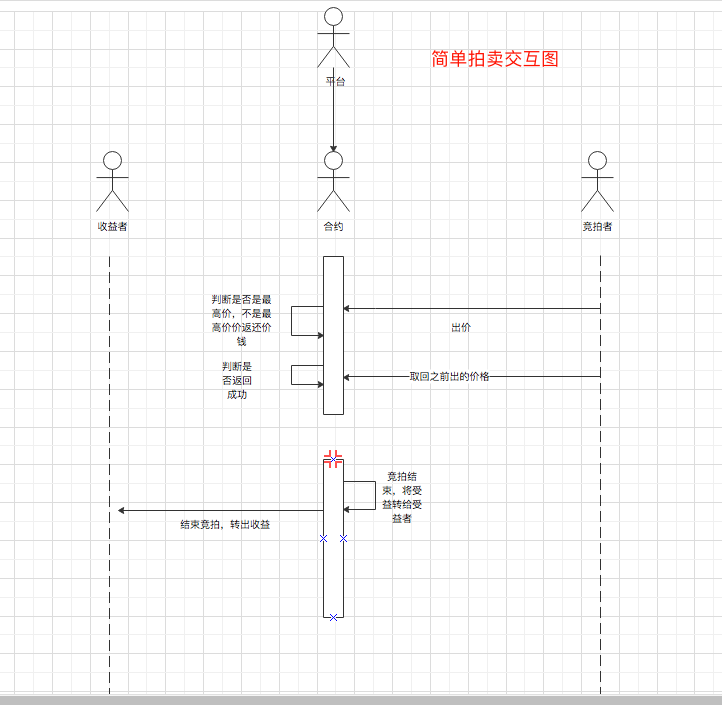 简单拍卖交互图
平台
收益者
合约
竞拍者
判断是否是最
高价，不是最
高价价返还价
钱
出价
判断是
否返回
成功
取回之前出的价格
竞拍结
束，将受
益转给受
益者
结束竞拍，转出收益